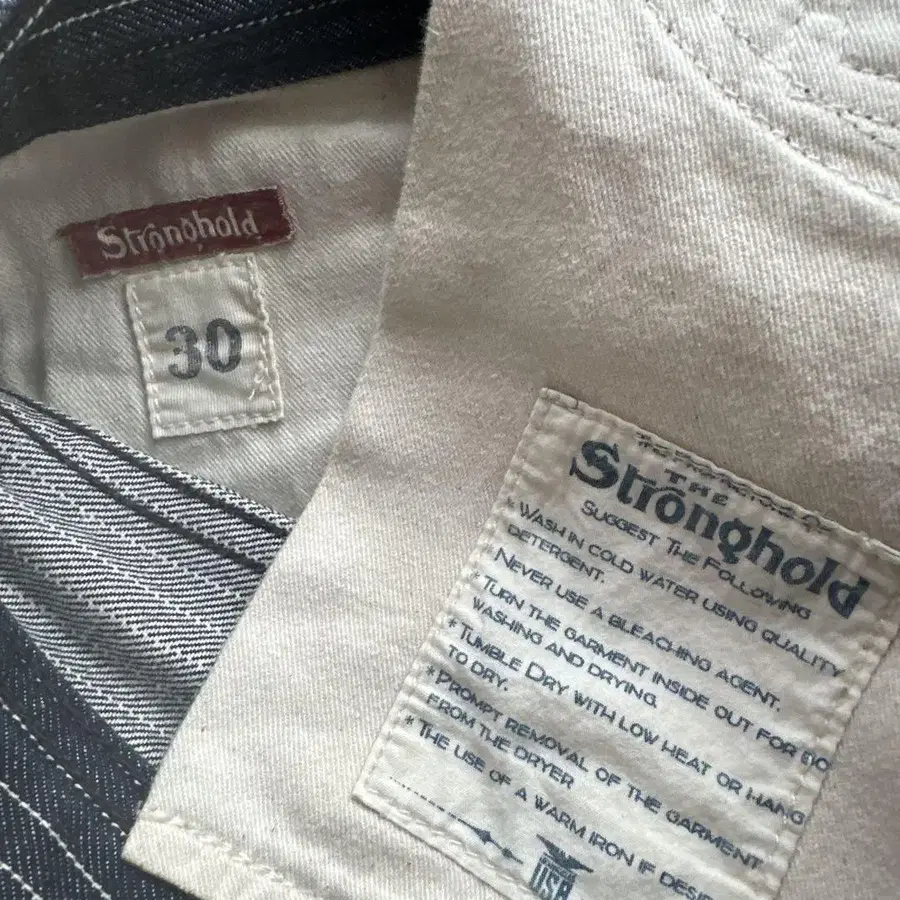 Stronghold
30
THE
Stronghold
SUGGEST THE FOLLOWING
* WASH IN COLD WATER USING QUALITY
DETERGENT.
* NEVER USE A BLEACHING AGENT.
* TURN THE GARMENT INSIDE OUT FOR
WASHING AND DRYING.
* TUMBLE DRY WITH LOW HEAT OR HANG
TO DRY.
* PROMPT REMOVAL OF THE GARMENT
FROM THE DRYER
* THE USE OF A WARM IRON IF DESIR
USA